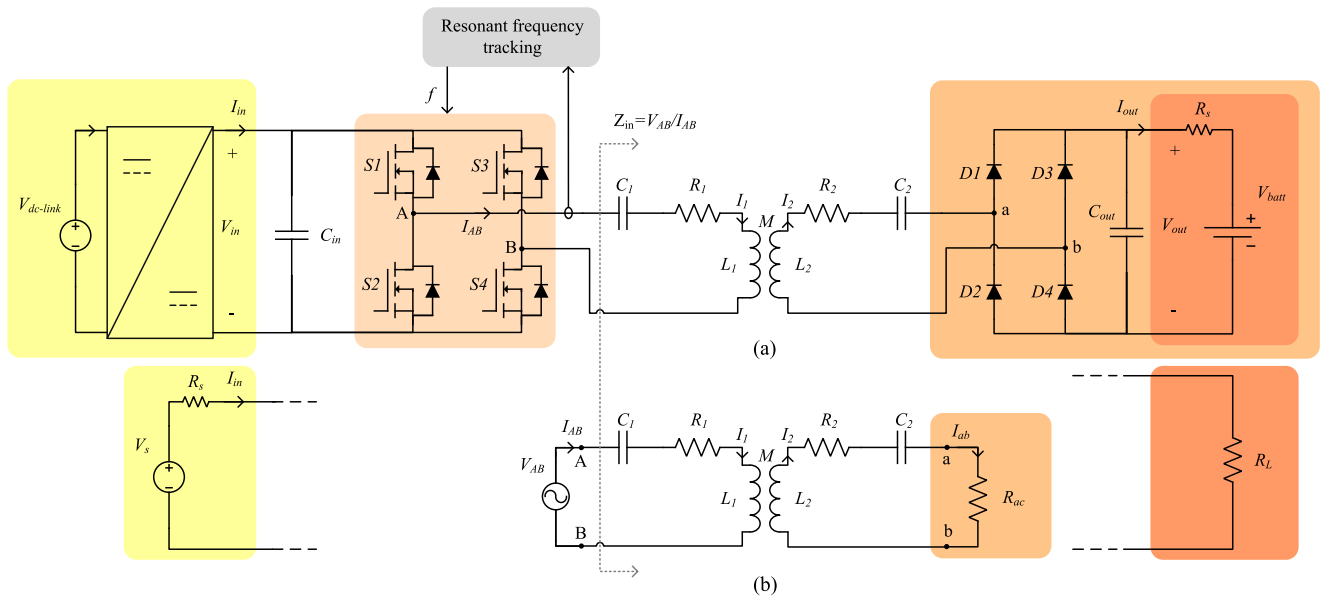 Resonant frequency
tracking
f
I_in
+
V_dc-link
V_in
-
C_in
S1
S3
S2
S4
A
B
I_AB
Z_in=V_AB/I_AB
C_1
R_1
I_1
M
I_2
R_2
C_2
L_1
L_2
D1
D3
D2
D4
a
b
C_out
I_out
R_s
+
V_out
-
V_batt
+
-
(a)
R_s
I_in
V_s
I_AB
A
V_AB
B
C_1
R_1
I_1
M
I_2
R_2
C_2
L_1
L_2
I_ab
a
R_ac
b
R_L
(b)